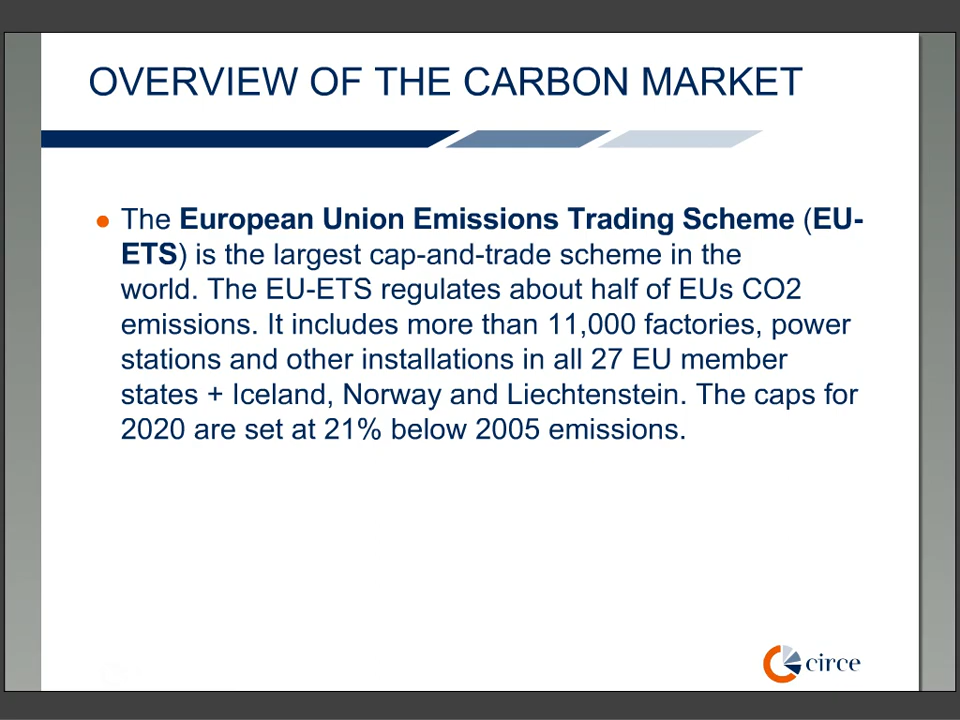 OVERVIEW OF THE CARBON MARKET
● The European Union Emissions Trading Scheme (EU-
ETS) is the largest cap-and-trade scheme in the
world. The EU-ETS regulates about half of EUs CO2
emissions. It includes more than 11,000 factories, power
stations and other installations in all 27 EU member
states + Iceland, Norway and Liechtenstein. The caps for
2020 are set at 21% below 2005 emissions.
circe